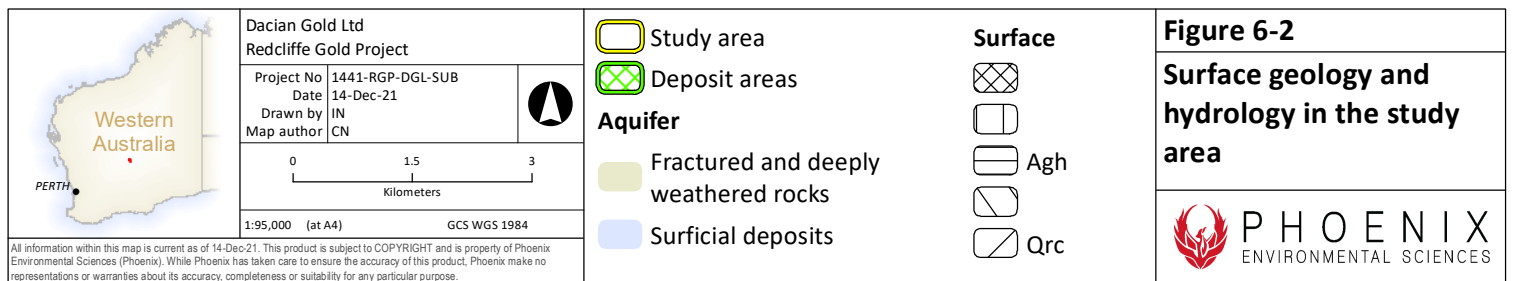 Western
Australia
PERTH
Dacian Gold Ltd
Redcliffe Gold Project
Project No 1441-RGP-DGL-SUB
Date 14-Dec-21
Drawn by IN
Map author CN
0 1.5 3
Kilometers
1:95,000 (at A4) GCS WGS 1984
All information within this map is current as of 14-Dec-21. This product is subject to COPYRIGHT and is property of Phoenix
Environmental Sciences (Phoenix). While Phoenix has taken care to ensure the accuracy of this product, Phoenix make no
representations or warranties about its accuracy, completeness or suitability for any particular purpose.
Study area
Deposit areas
Aquifer
Fractured and deeply
weathered rocks
Surficial deposits
Surface
Agh
Qrc
Figure 6-2
Surface geology and
hydrology in the study
area
PHOENIX
ENVIRONMENTAL SCIENCES